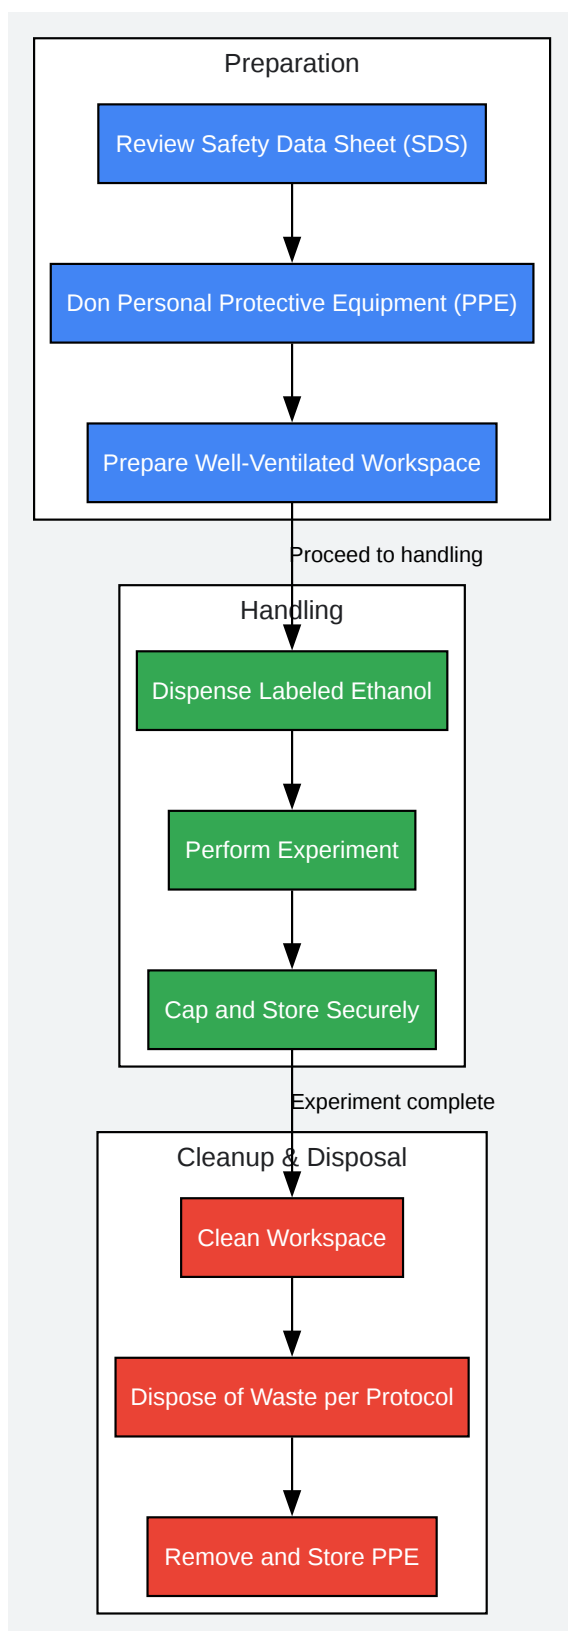 Preparation
Review Safety Data Sheet (SDS)
Don Personal Protective Equipment (PPE)
Prepare Well-Ventilated Workspace
Proceed to handling
Handling
Dispense Labeled Ethanol
Perform Experiment
Cap and Store Securely
Experiment complete
Cleanup & Disposal
Clean Workspace
Dispose of Waste per Protocol
Remove and Store PPE